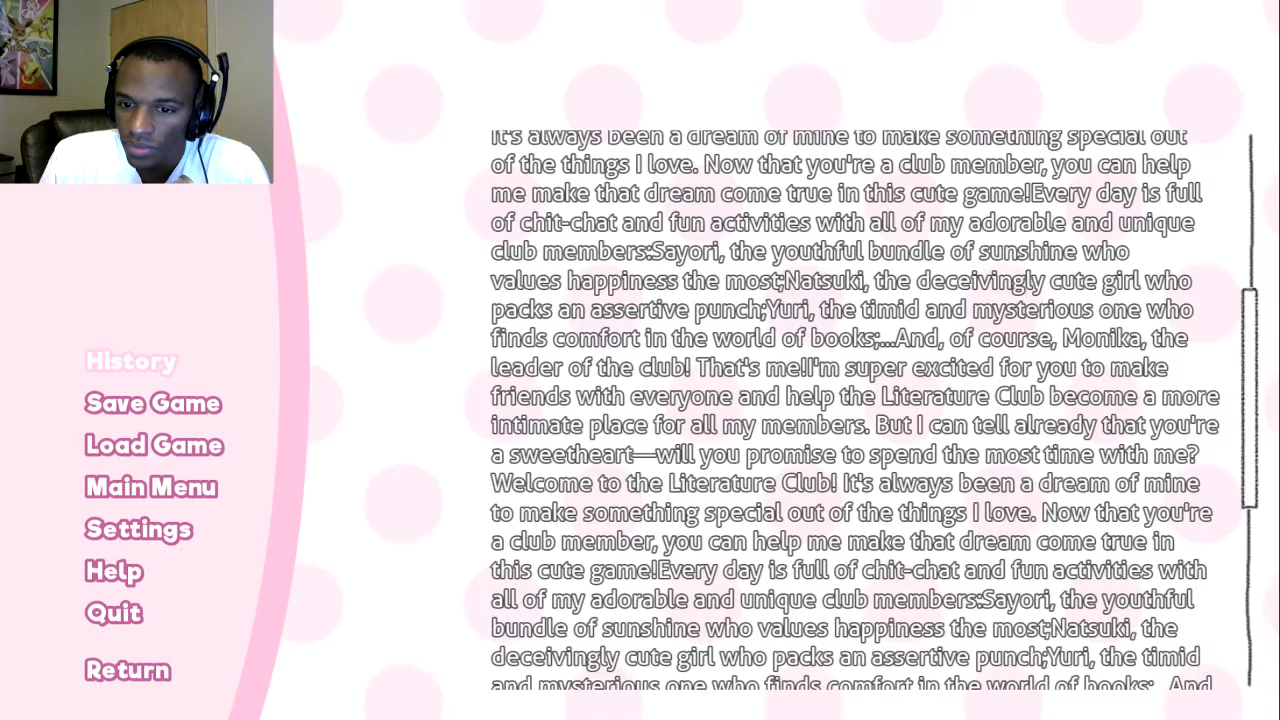 It's always been a dream of mine to make something special out
of the things I love. Now that you're a club member, you can help
me make that dream come true in this cute game!Every day is full
of chit-chat and fun activities with all of my adorable and unique
club members:Sayori, the youthful bundle of sunshine who
values happiness the most;Natsuki, the deceivingly cute girl who
packs an assertive punch;Yuri, the timid and mysterious one who
finds comfort in the world of books;...And, of course, Monika, the
leader of the club! That's me!I'm super excited for you to make
friends with everyone and help the Literature Club become a more
intimate place for all my members. But I can tell already that you're
a sweetheart—will you promise to spend the most time with me?
Welcome to the Literature Club! It's always been a dream of mine
to make something special out of the things I love. Now that you're
a club member, you can help me make that dream come true in
this cute game!Every day is full of chit-chat and fun activities with
all of my adorable and unique club members:Sayori, the youthful
bundle of sunshine who values happiness the most;Natsuki, the
deceivingly cute girl who packs an assertive punch;Yuri, the timid
and mysterious one who finds comfort in the world of books;...And
History
Save Game
Load Game
Main Menu
Settings
Help
Quit
Return